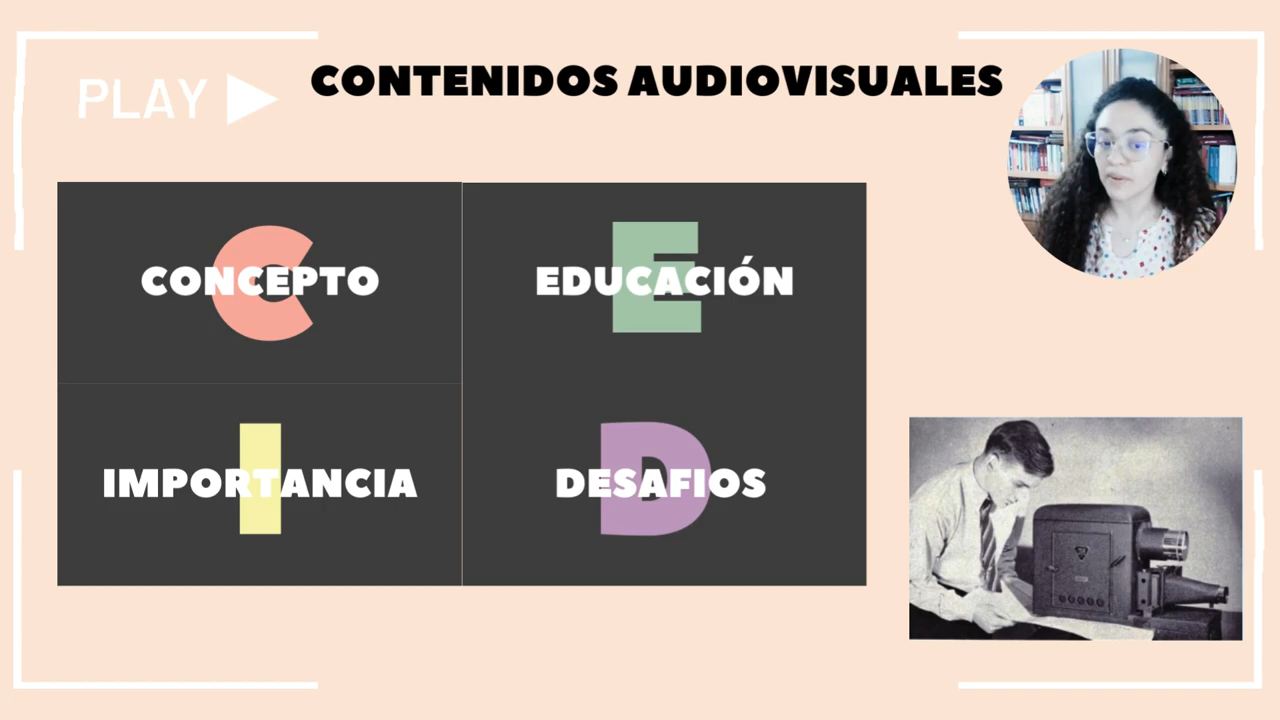 PLAY
CONTENIDOS AUDIOVISUALES
C
CONCEPTO
E
EDUCACIÓN
I
IMPORTANCIA
D
DESAFIOS